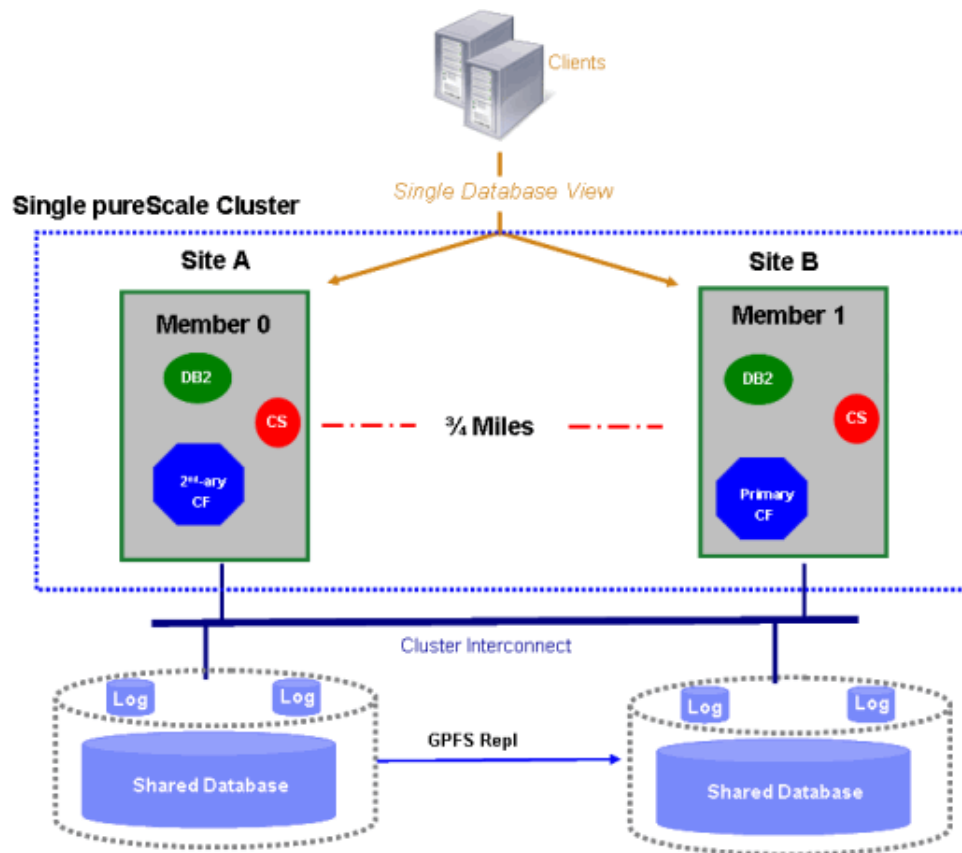 Clients
Single Database View
Single pureScale Cluster
Site A
Site B
Member 0
Member 1
DB2
DB2
CS
CS
¾ Miles
2ⁿᵈ-ary
CF
Primary
CF
Cluster Interconnect
Log
Log
Log
Log
GPFS Repl
Shared Database
Shared Database